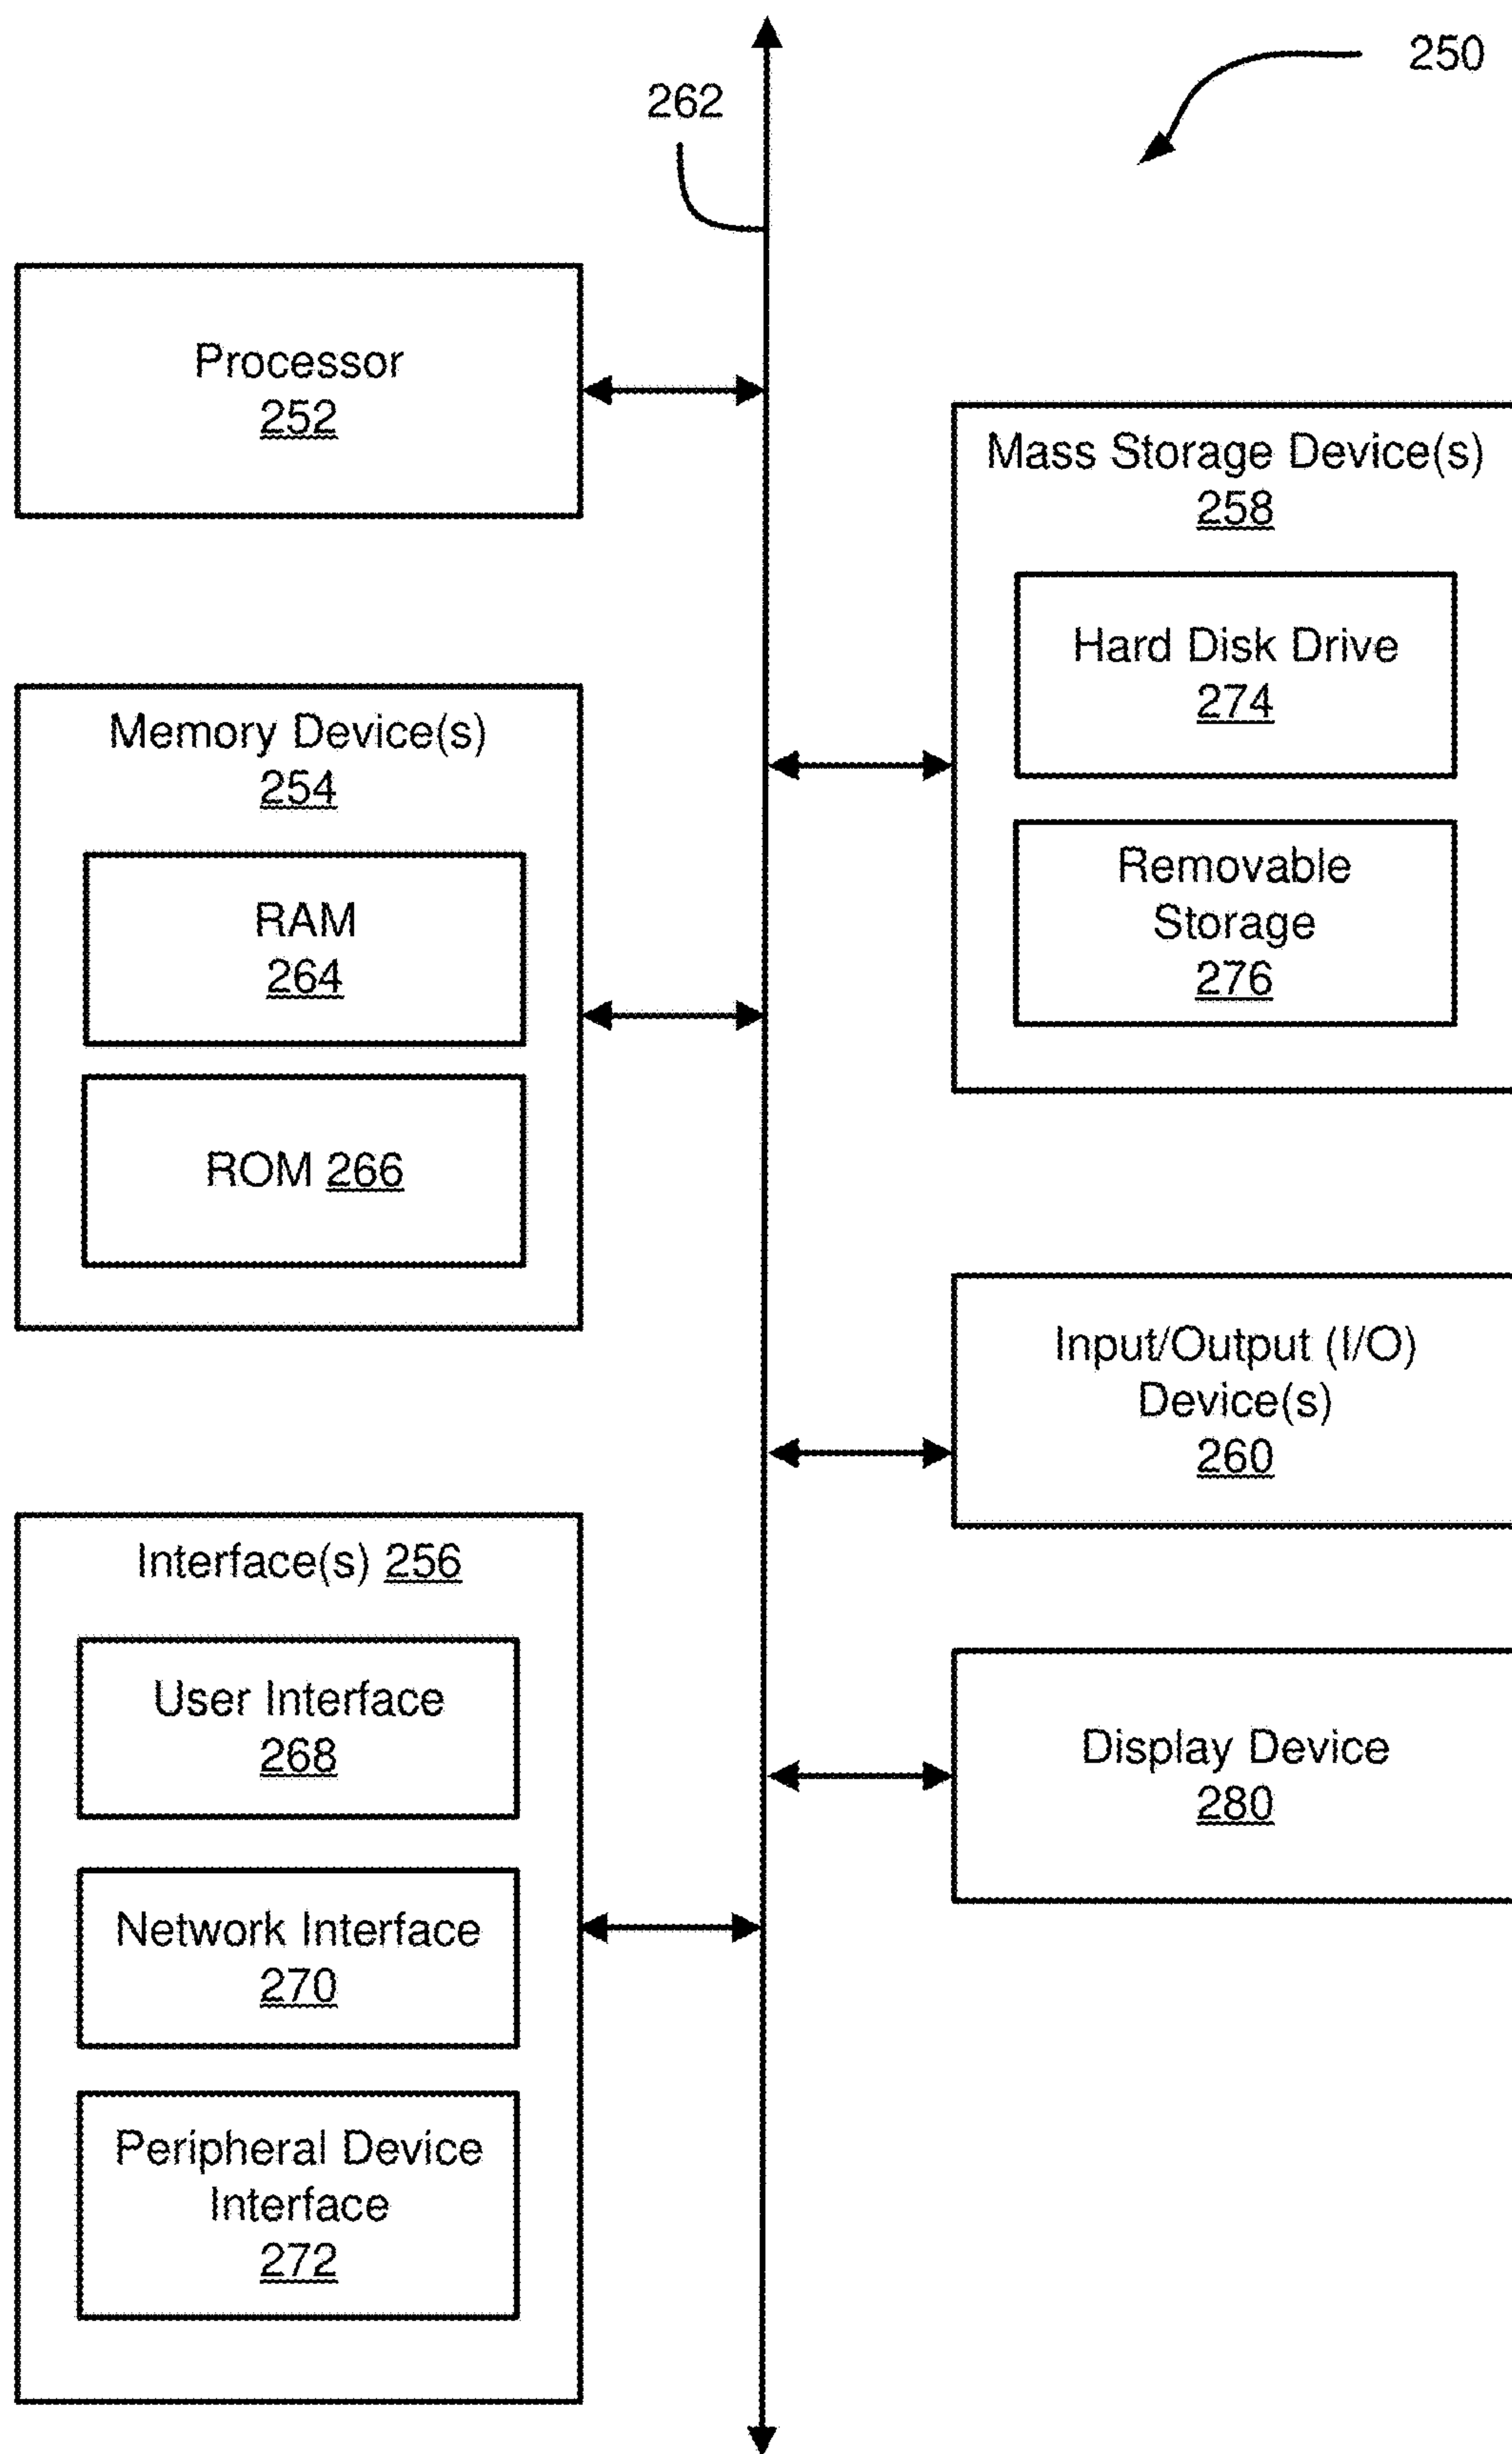 250
262
Processor
252
Mass Storage Device(s)
258
Hard Disk Drive
274
Removable
Storage
276
Memory Device(s)
254
RAM
264
ROM 266
Input/Output (I/O)
Device(s)
260
Interface(s) 256
User Interface
268
Network Interface
270
Peripheral Device
Interface
272
Display Device
280